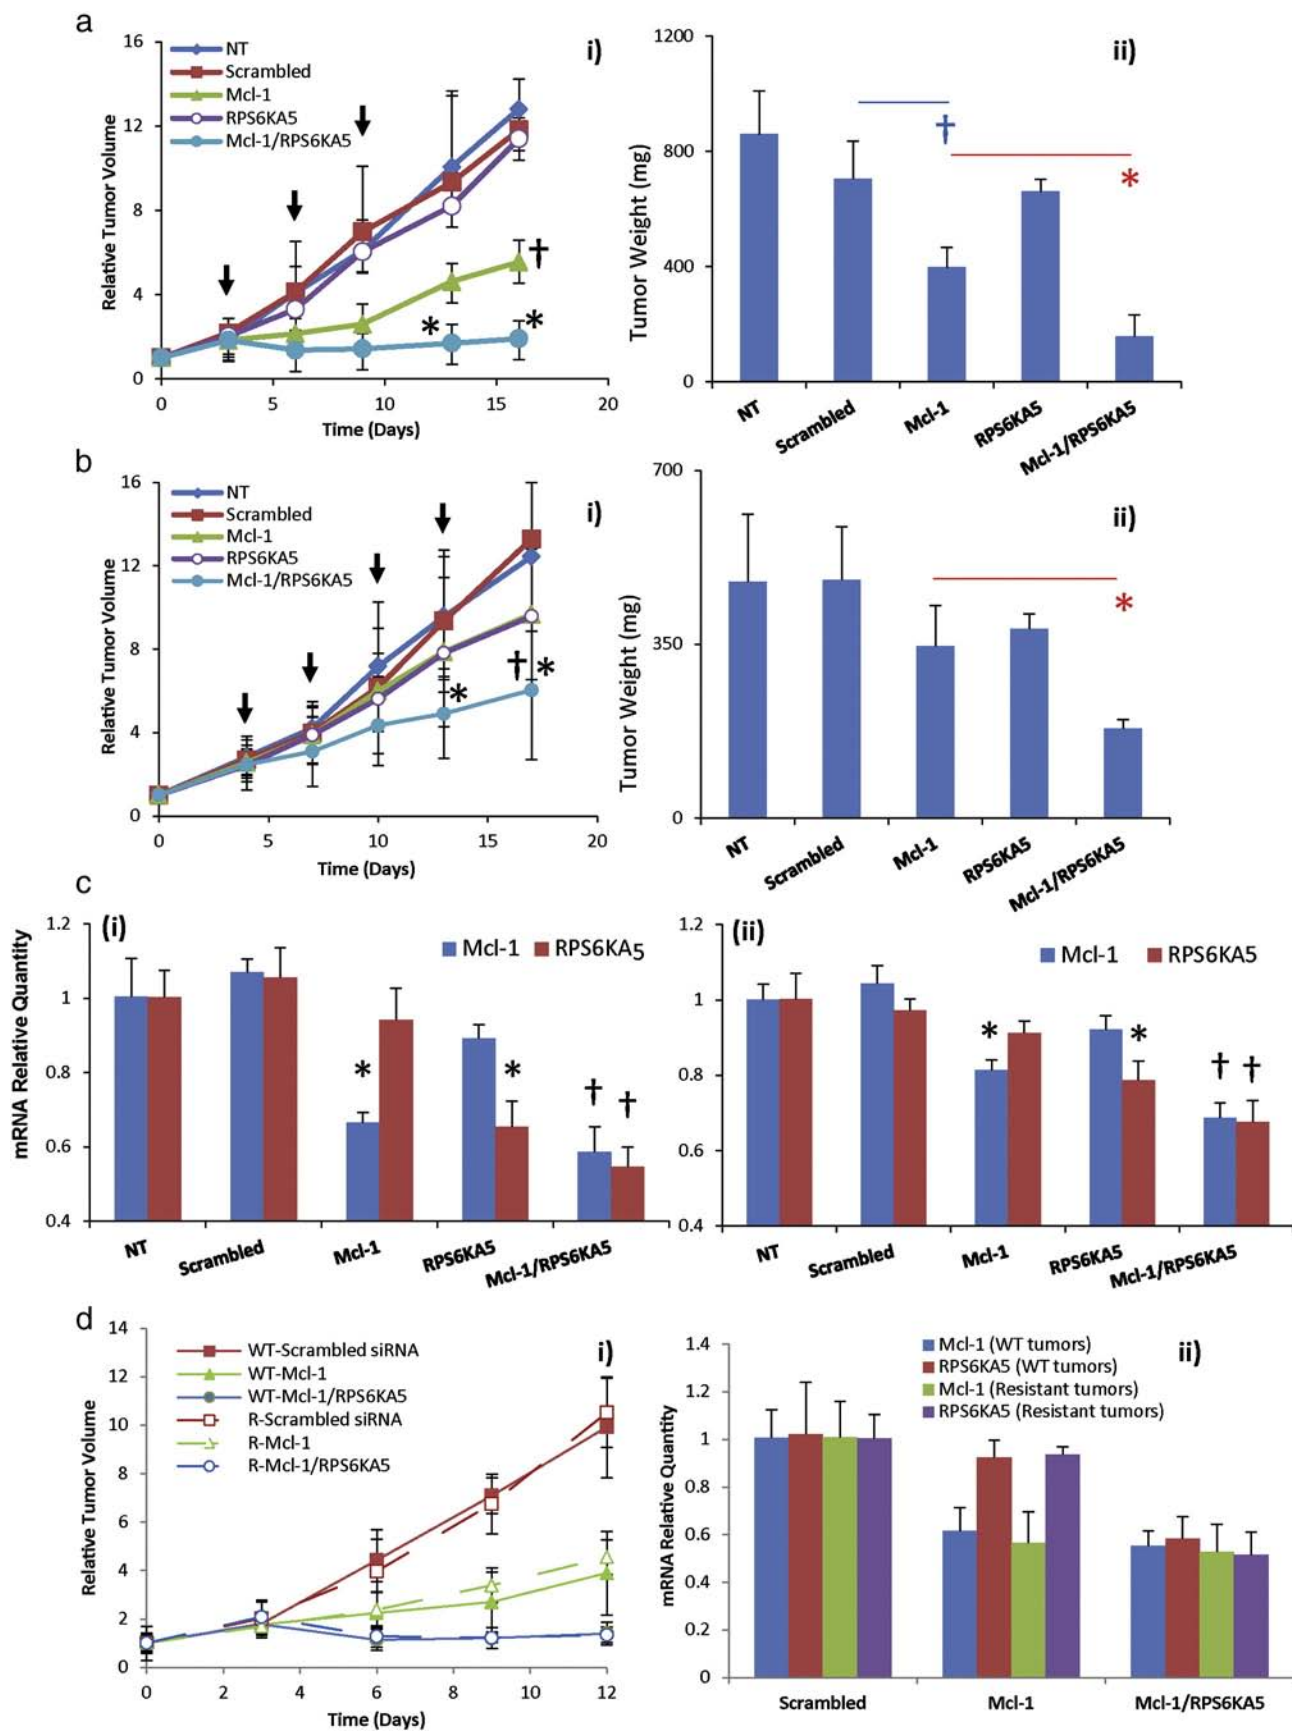 a
i)
NT
Scrambled
Mcl-1
RPS6KA5
Mcl-1/RPS6KA5
Relative Tumor Volume
16
12
8
4
0
†
*
*
0 5 10 15 20
Time (Days)
ii)
Tumor Weight (mg)
1200
800
400
0
†
*
NT Scrambled Mcl-1 RPS6KA5 Mcl-1/RPS6KA5
b
i)
NT
Scrambled
Mcl-1
RPS6KA5
Mcl-1/RPS6KA5
Relative Tumor Volume
16
12
8
4
0
† *
*
0 5 10 15 20
Time (Days)
ii)
Tumor Weight (mg)
700
350
0
*
NT Scrambled Mcl-1 RPS6KA5 Mcl-1/RPS6KA5
c
(i)
Mcl-1 RPS6KA5
mRNA Relative Quantity
1.2
1
0.8
0.6
0.4
* * † †
NT Scrambled Mcl-1 RPS6KA5 Mcl-1/RPS6KA5
(ii)
Mcl-1 RPS6KA5
1.2
1
0.8
0.6
0.4
* * † †
NT Scrambled Mcl-1 RPS6KA5 Mcl-1/RPS6KA5
d
i)
WT-Scrambled siRNA
WT-Mcl-1
WT-Mcl-1/RPS6KA5
R-Scrambled siRNA
R-Mcl-1
R-Mcl-1/RPS6KA5
Relative Tumor Volume
14
12
10
8
6
4
2
0
0 2 4 6 8 10 12
Time (Days)
ii)
Mcl-1 (WT tumors)
RPS6KA5 (WT tumors)
Mcl-1 (Resistant tumors)
RPS6KA5 (Resistant tumors)
mRNA Relative Quantity
1.4
1.2
1
0.8
0.6
0.4
0.2
0
Scrambled Mcl-1 Mcl-1/RPS6KA5